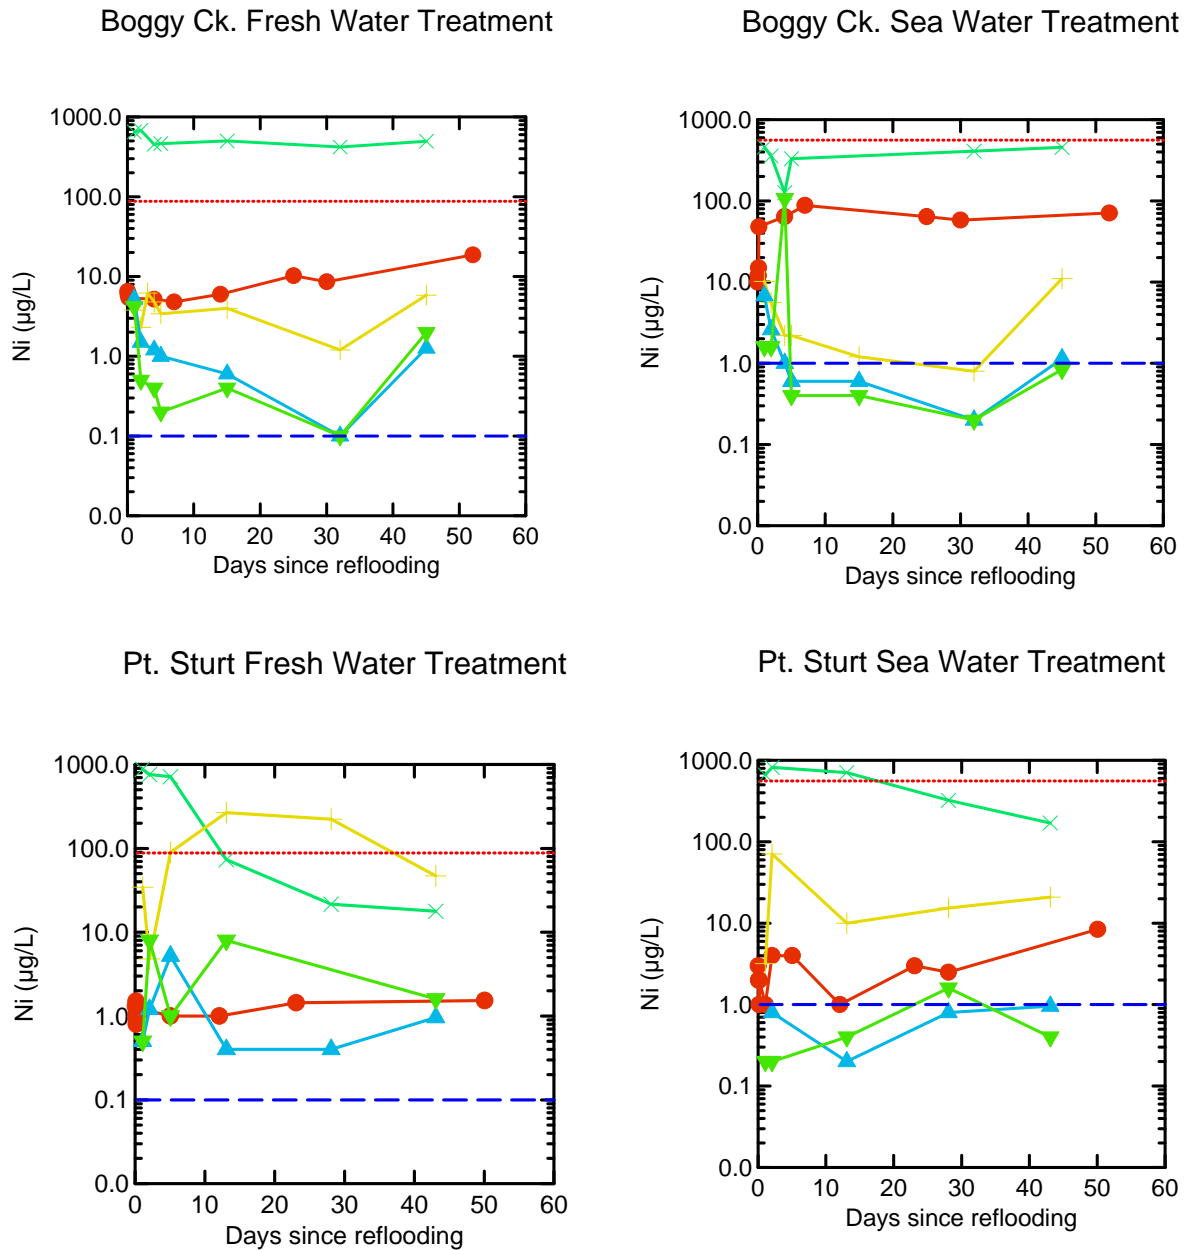 Boggy Ck. Fresh Water Treatment
1000.0
100.0
10.0
1.0
0.1
0.0
Ni (µg/L)
0 10 20 30 40 50 60
Days since reflooding
Boggy Ck. Sea Water Treatment
1000.0
100.0
10.0
1.0
0.1
0.0
Ni (µg/L)
0 10 20 30 40 50 60
Days since reflooding
Pt. Sturt Fresh Water Treatment
1000.0
100.0
10.0
1.0
0.1
0.0
Ni (µg/L)
0 10 20 30 40 50 60
Days since reflooding
Pt. Sturt Sea Water Treatment
1000.0
100.0
10.0
1.0
0.1
0.0
Ni (µg/L)
0 10 20 30 40 50 60
Days since reflooding